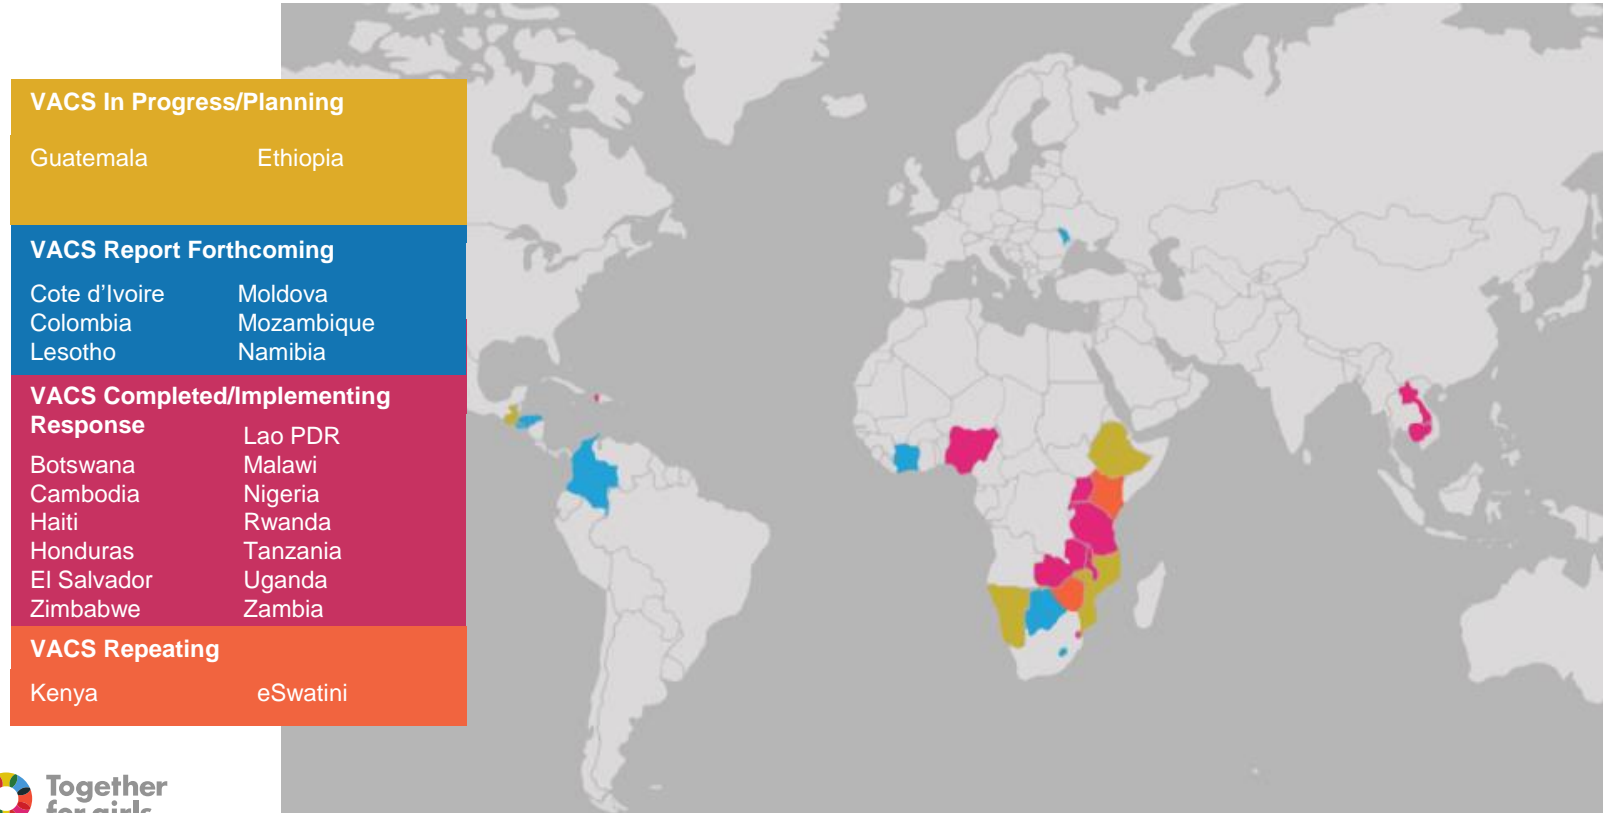 VACS In Progress/Planning
Guatemala Ethiopia
VACS Report Forthcoming
Cote d’Ivoire Moldova
Colombia Mozambique
Lesotho Namibia
VACS Completed/Implementing
Response Lao PDR
Botswana Malawi
Cambodia Nigeria
Haiti Rwanda
Honduras Tanzania
El Salvador Uganda
Zimbabwe Zambia
VACS Repeating
Kenya eSwatini
Together
for girls